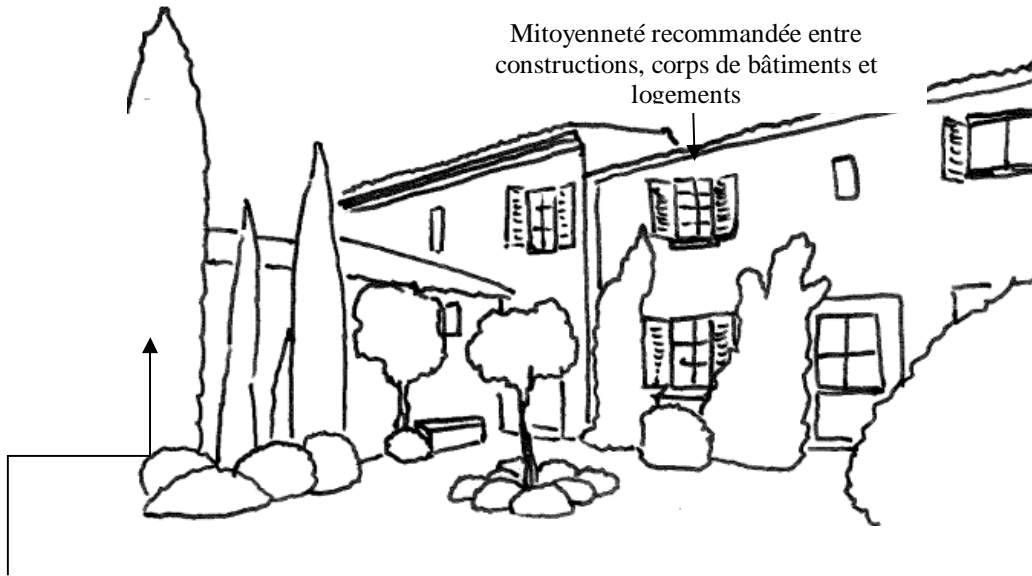 Mitoyenneté recommandée entre
constructions, corps de bâtiments et
logements